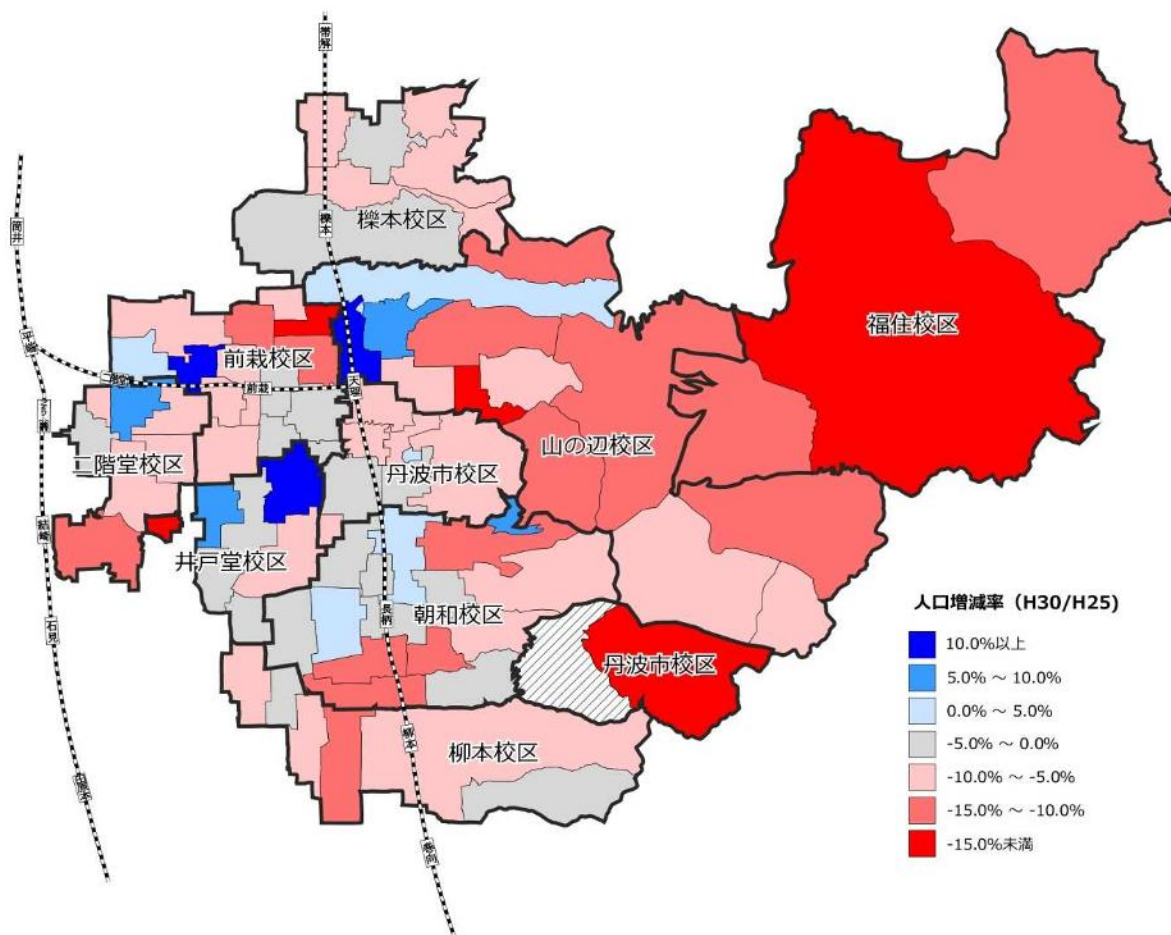 帯解
櫟本校区
櫟本
筒井
平端
福住校区
前栽校区
二階堂
前栽
天理
山の辺校区
二階堂校区
丹波市校区
結崎
井戸堂校区
朝和校区
長柄
人口増減率（H30/H25)
10.0%以上
5.0% ～ 10.0%
0.0% ～ 5.0%
-5.0% ～ 0.0%
-10.0% ～ -5.0%
-15.0% ～ -10.0%
-15.0%未満
石見
丹波市校区
柳本校区
柳本
巻向